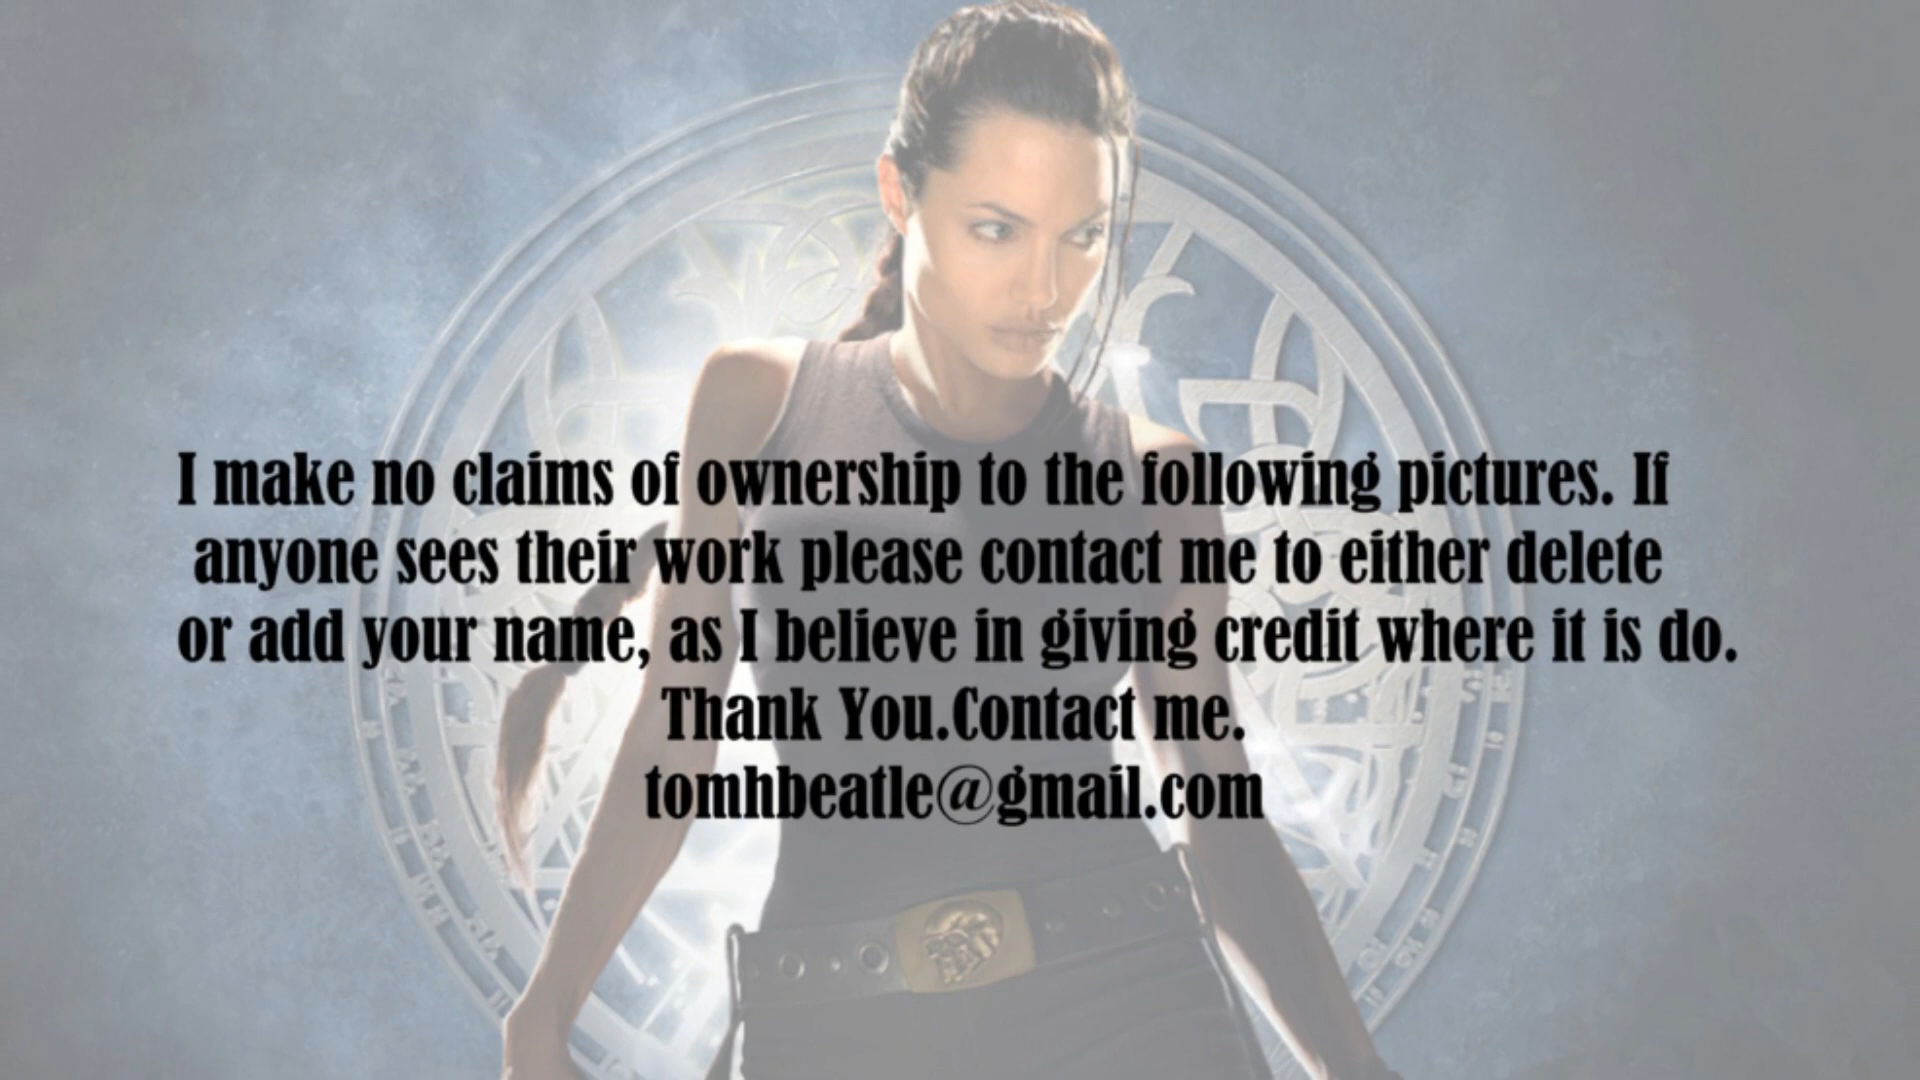 I make no claims of ownership to the following pictures. If
anyone sees their work please contact me to either delete
or add your name, as I believe in giving credit where it is do.
Thank You.Contact me.
tomhbeatle@gmail.com